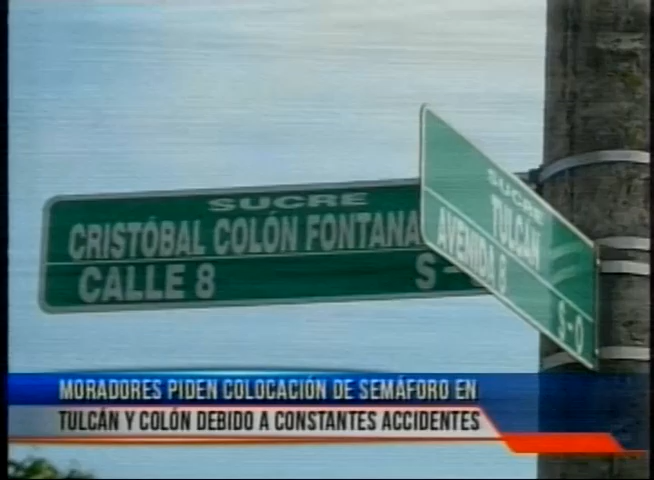 SUCRE
CRISTÓBAL COLÓN FONTANA
CALLE 8
SUCRE
TULCÁN
AVENIDA 8
S-O
MORADORES PIDEN COLOCACIÓN DE SEMÁFORO EN
TULCÁN Y COLÓN DEBIDO A CONSTANTES ACCIDENTES